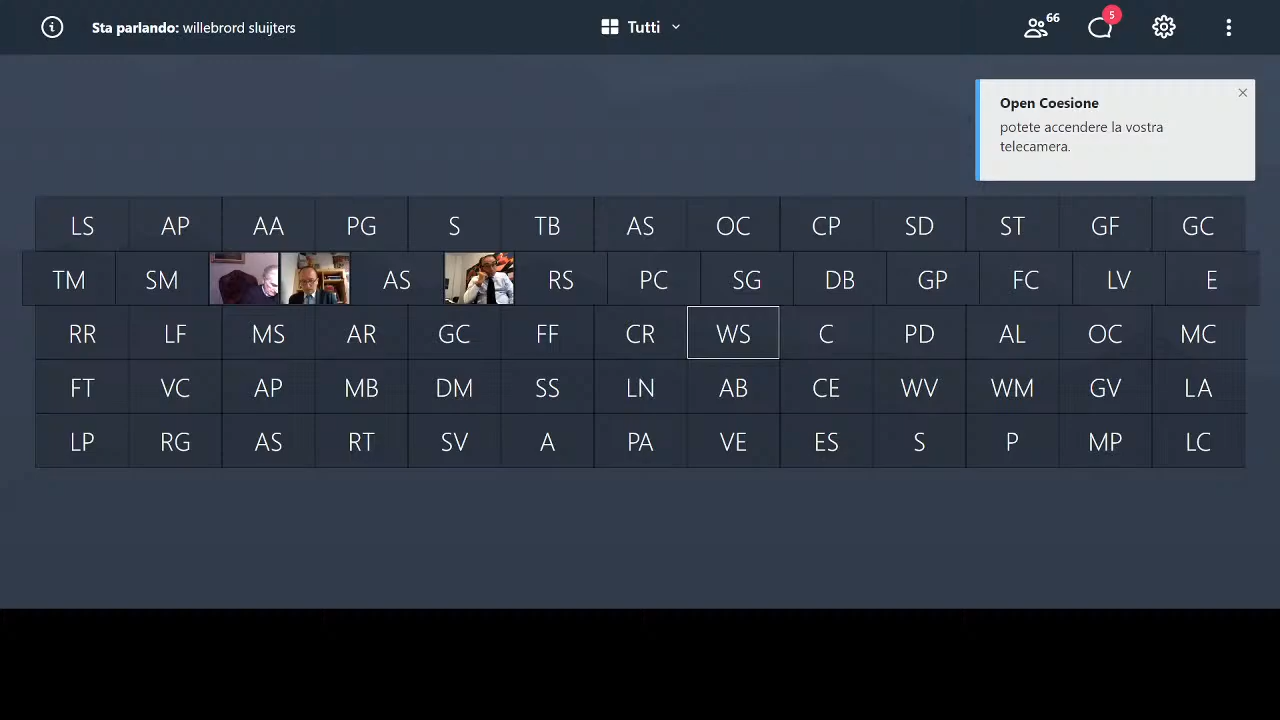 Sta parlando: willebrord sluijters
Tutti
66
5
Open Coesione
potete accendere la vostra
telecamera.
LS AP AA PG S TB AS OC CP SD ST GF GC
TM SM AS RS PC SG DB GP FC LV E
RR LF MS AR GC FF CR WS C PD AL OC MC
FT VC AP MB DM SS LN AB CE WV WM GV LA
LP RG AS RT SV A PA VE ES S P MP LC